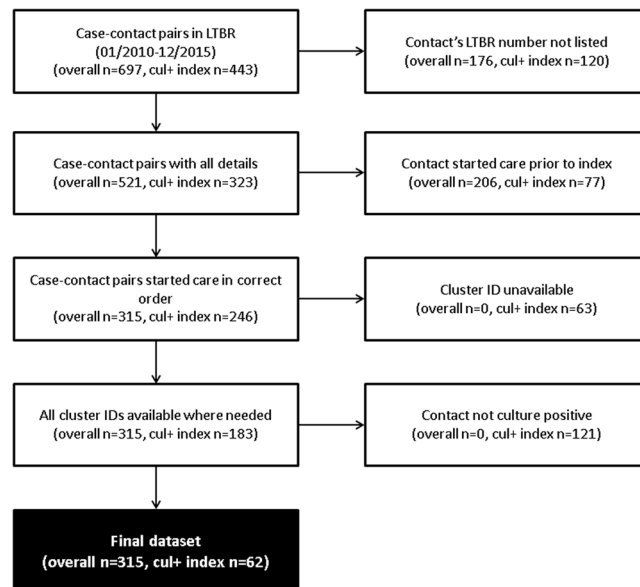 Case-contact pairs in LTBR
(01/2010-12/2015)
(overall n=697, cul+ index n=443)
Contact's LTBR number not listed
(overall n=176, cul+ index n=120)
Case-contact pairs with all details
(overall n=521, cul+ index n=323)
Contact started care prior to index
(overall n=206, cul+ index n=77)
Case-contact pairs started care in correct
order
(overall n=315, cul+ index n=246)
Cluster ID unavailable
(overall n=0, cul+ index n=63)
All cluster IDs available where needed
(overall n=315, cul+ index n=183)
Contact not culture positive
(overall n=0, cul+ index n=121)
Final dataset
(overall n=315, cul+ index n=62)